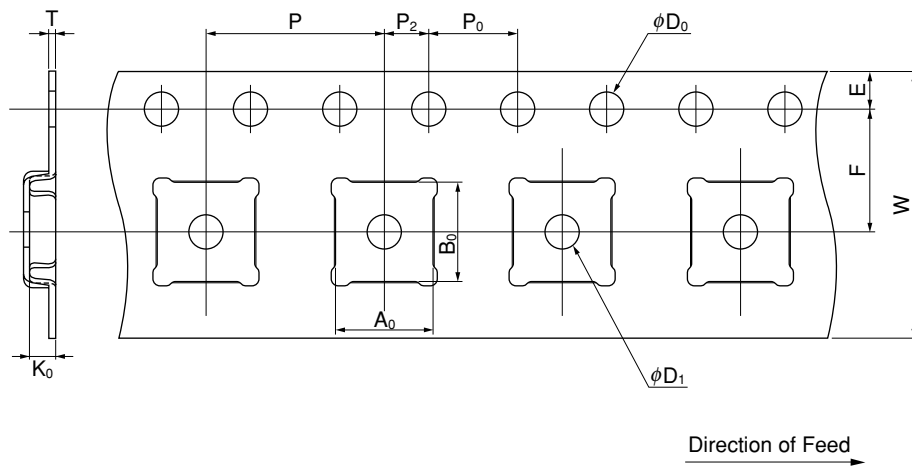 T
P
P₂
P₀
φD₀
E
F
W
B₀
A₀
K₀
φD₁
Direction of Feed